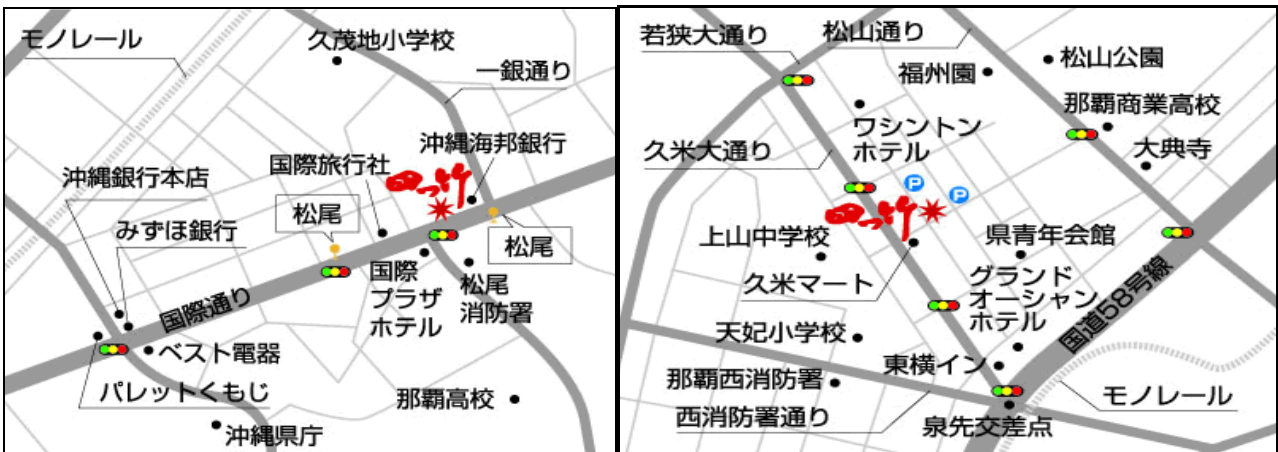 モノレール
久茂地小学校
一銀通り
沖縄海邦銀行
国際旅行社
四つ竹
沖縄銀行本店
松尾
みずほ銀行
松尾
国際
プラザ
ホテル
松尾
消防署
国際通り
ベスト電器
パレットくもじ
那覇高校
沖縄県庁
若狭大通り
松山通り
松山公園
福州園
那覇商業高校
ワシントン
ホテル
久米大通り
大典寺
P
P
四つ竹
上山中学校
県青年会館
久米マート
グランド
オーシャン
ホテル
国道58号線
天妃小学校
東横イン
那覇西消防署
モノレール
西消防署通り
泉先交差点